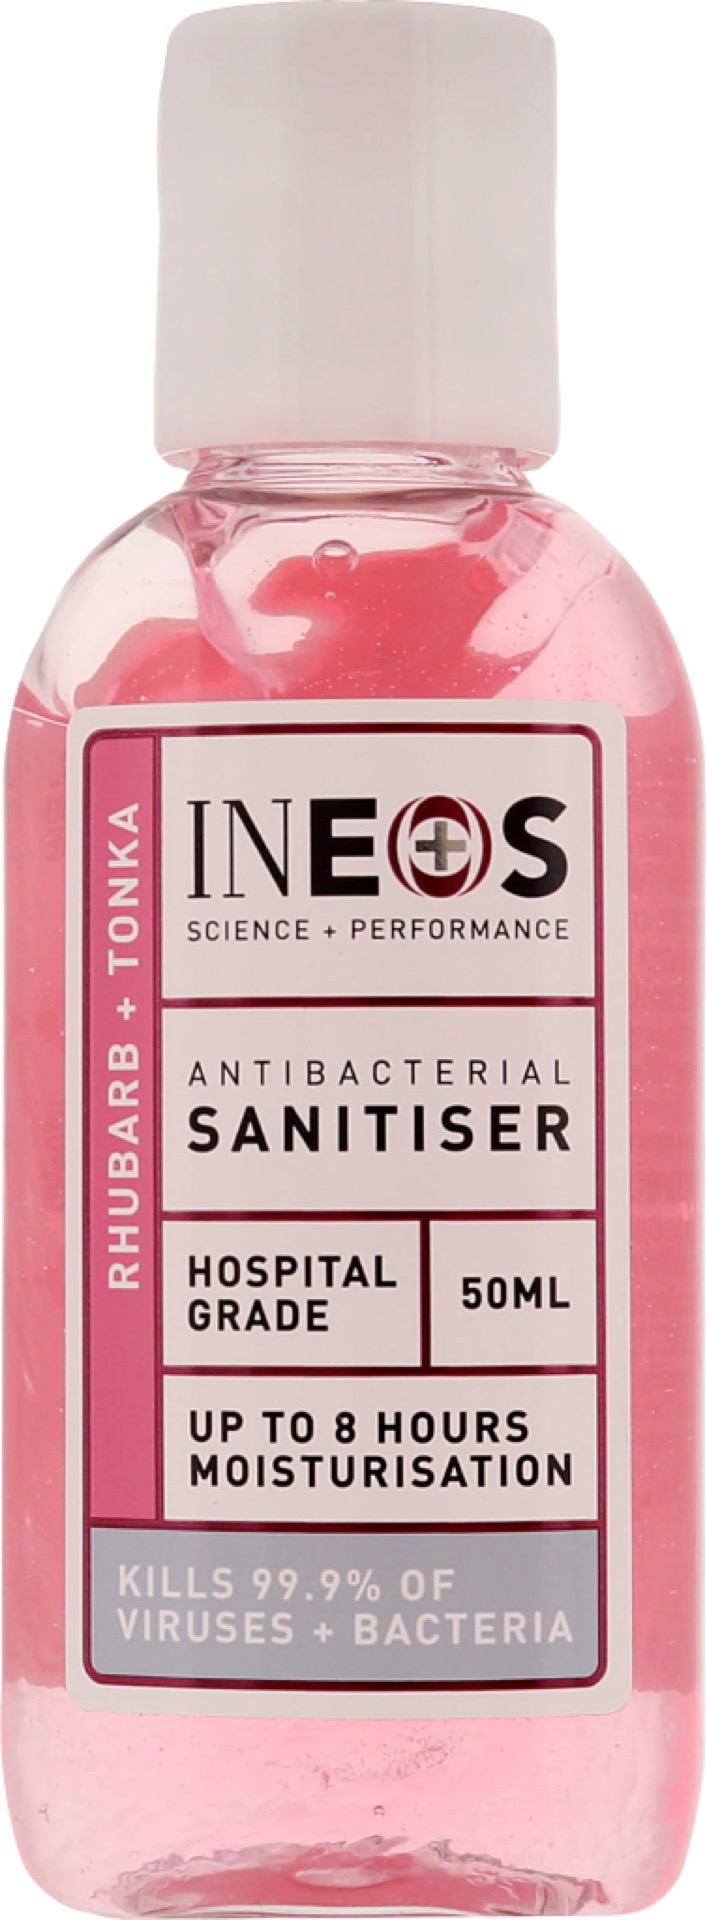 INEOS
SCIENCE + PERFORMANCE
RHUBARB + TONKA
ANTIBACTERIAL
SANITISER
HOSPITAL
GRADE
50ML
UP TO 8 HOURS
MOISTURISATION
KILLS 99.9% OF
VIRUSES + BACTERIA